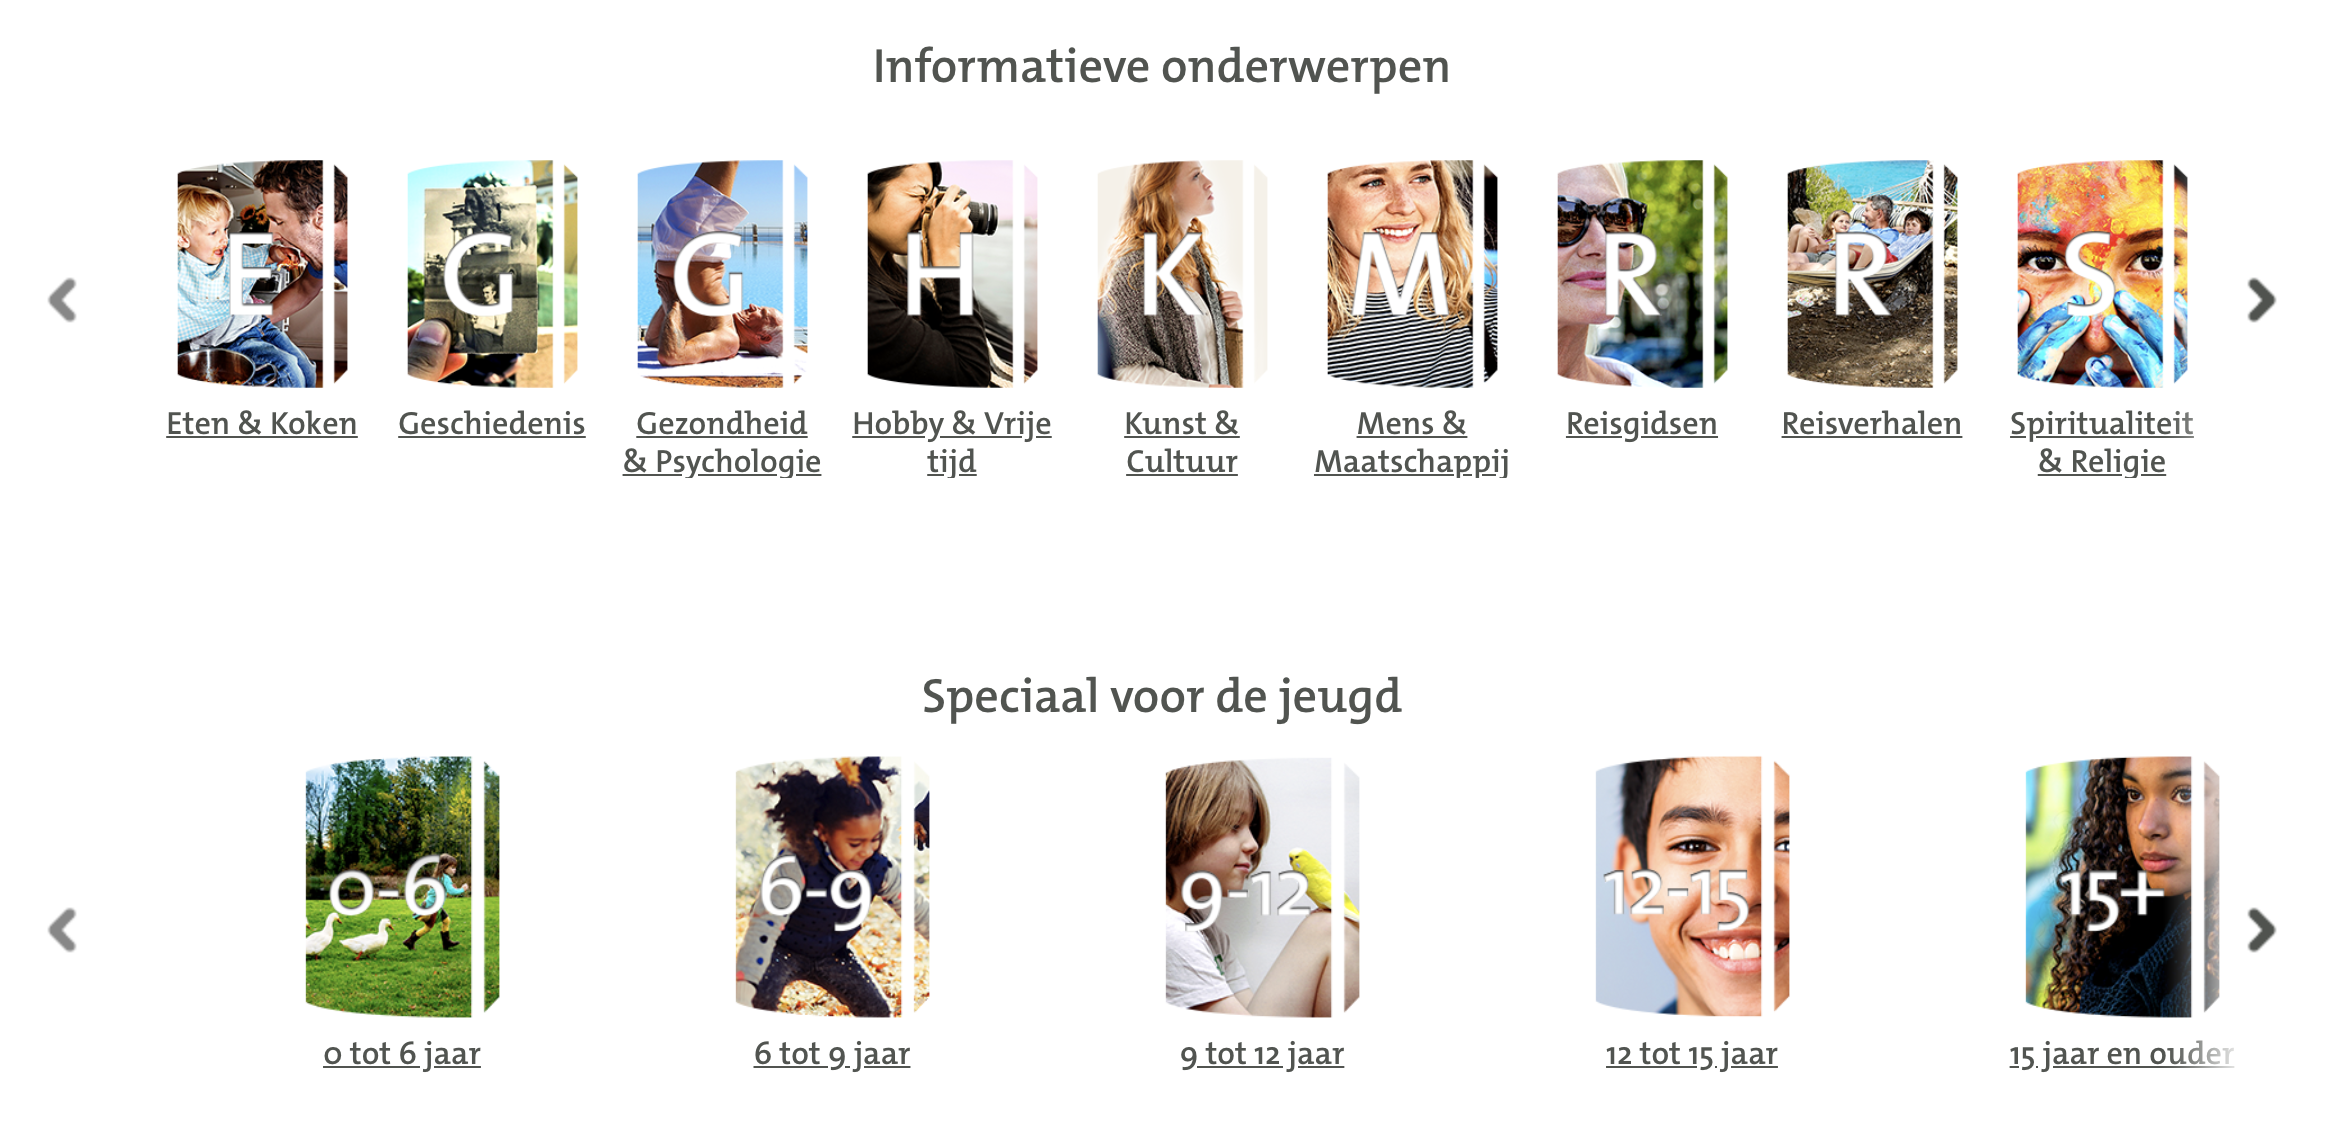 Informatieve onderwerpen
E G G H K M R R S
Eten & Koken
Geschiedenis
Gezondheid
& Psychologie
Hobby & Vrije
tijd
Kunst &
Cultuur
Mens &
Maatschappij
Reisgidsen
Reisverhalen
Spiritualiteit
& Religie
Speciaal voor de jeugd
0-6 6-9 9-12 12-15 15+
0 tot 6 jaar
6 tot 9 jaar
9 tot 12 jaar
12 tot 15 jaar
15 jaar en ouder